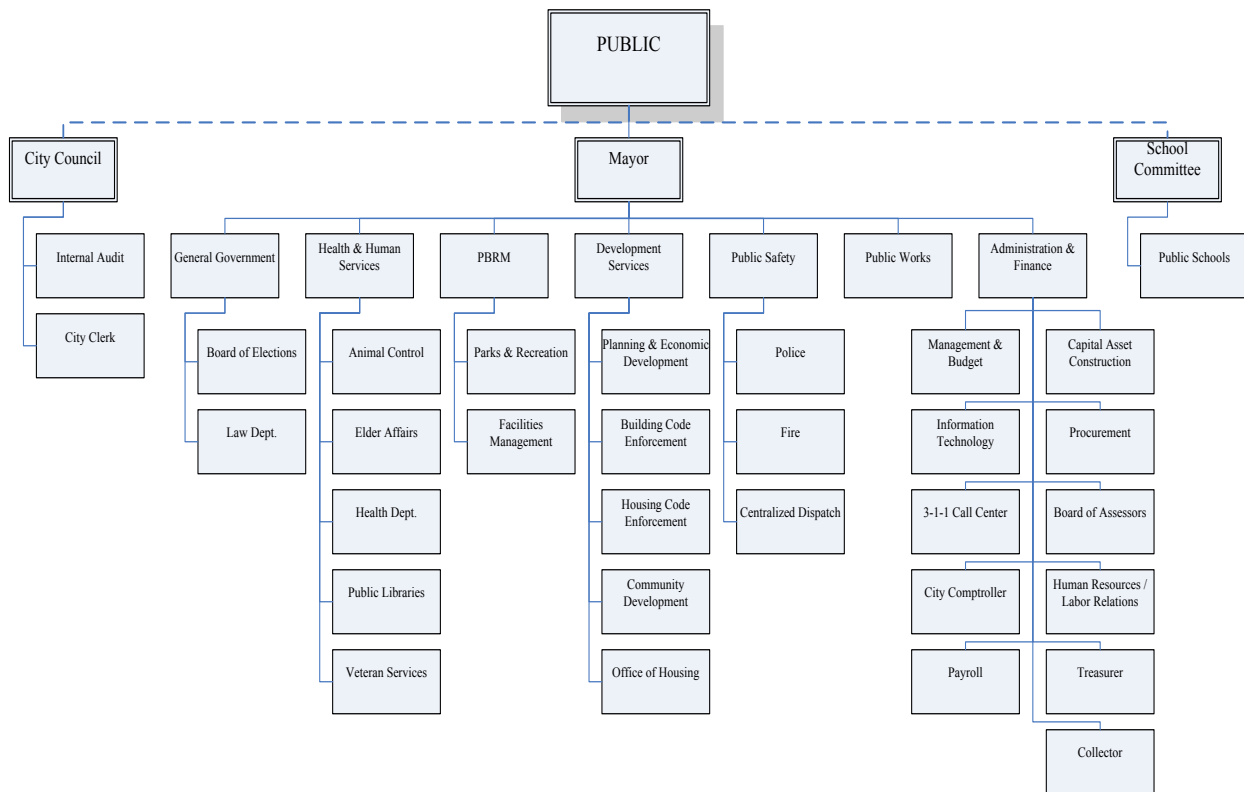 PUBLIC
City Council
Mayor
School
Committee
Internal Audit
General Government
Health & Human
Services
PBRM
Development
Services
Public Safety
Public Works
Administration &
Finance
Public Schools
City Clerk
Board of Elections
Animal Control
Parks & Recreation
Planning & Economic
Development
Police
Management &
Budget
Capital Asset
Construction
Law Dept.
Elder Affairs
Facilities
Management
Building Code
Enforcement
Fire
Information
Technology
Procurement
Health Dept.
Housing Code
Enforcement
Centralized Dispatch
3-1-1 Call Center
Board of Assessors
Public Libraries
Community
Development
City Comptroller
Human Resources /
Labor Relations
Veteran Services
Office of Housing
Payroll
Treasurer
Collector